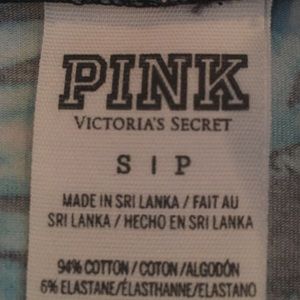 PINK
VICTORIA'S SECRET
S | P
MADE IN SRI LANKA / FAIT AU
SRI LANKA / HECHO EN SRI LANKA
94% COTTON / COTON / ALGODÓN
6% ELASTANE/ÉLASTHANNE/ELASTANO